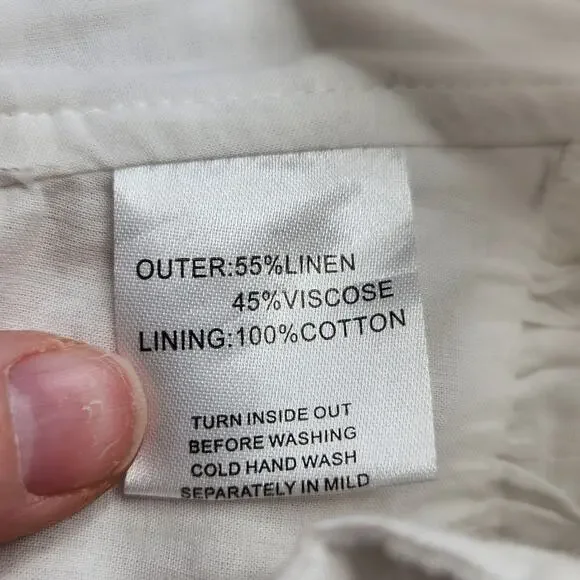 OUTER:55%LINEN
45%VISCOSE
LINING:100%COTTON
TURN INSIDE OUT
BEFORE WASHING
COLD HAND WASH
SEPARATELY IN MILD